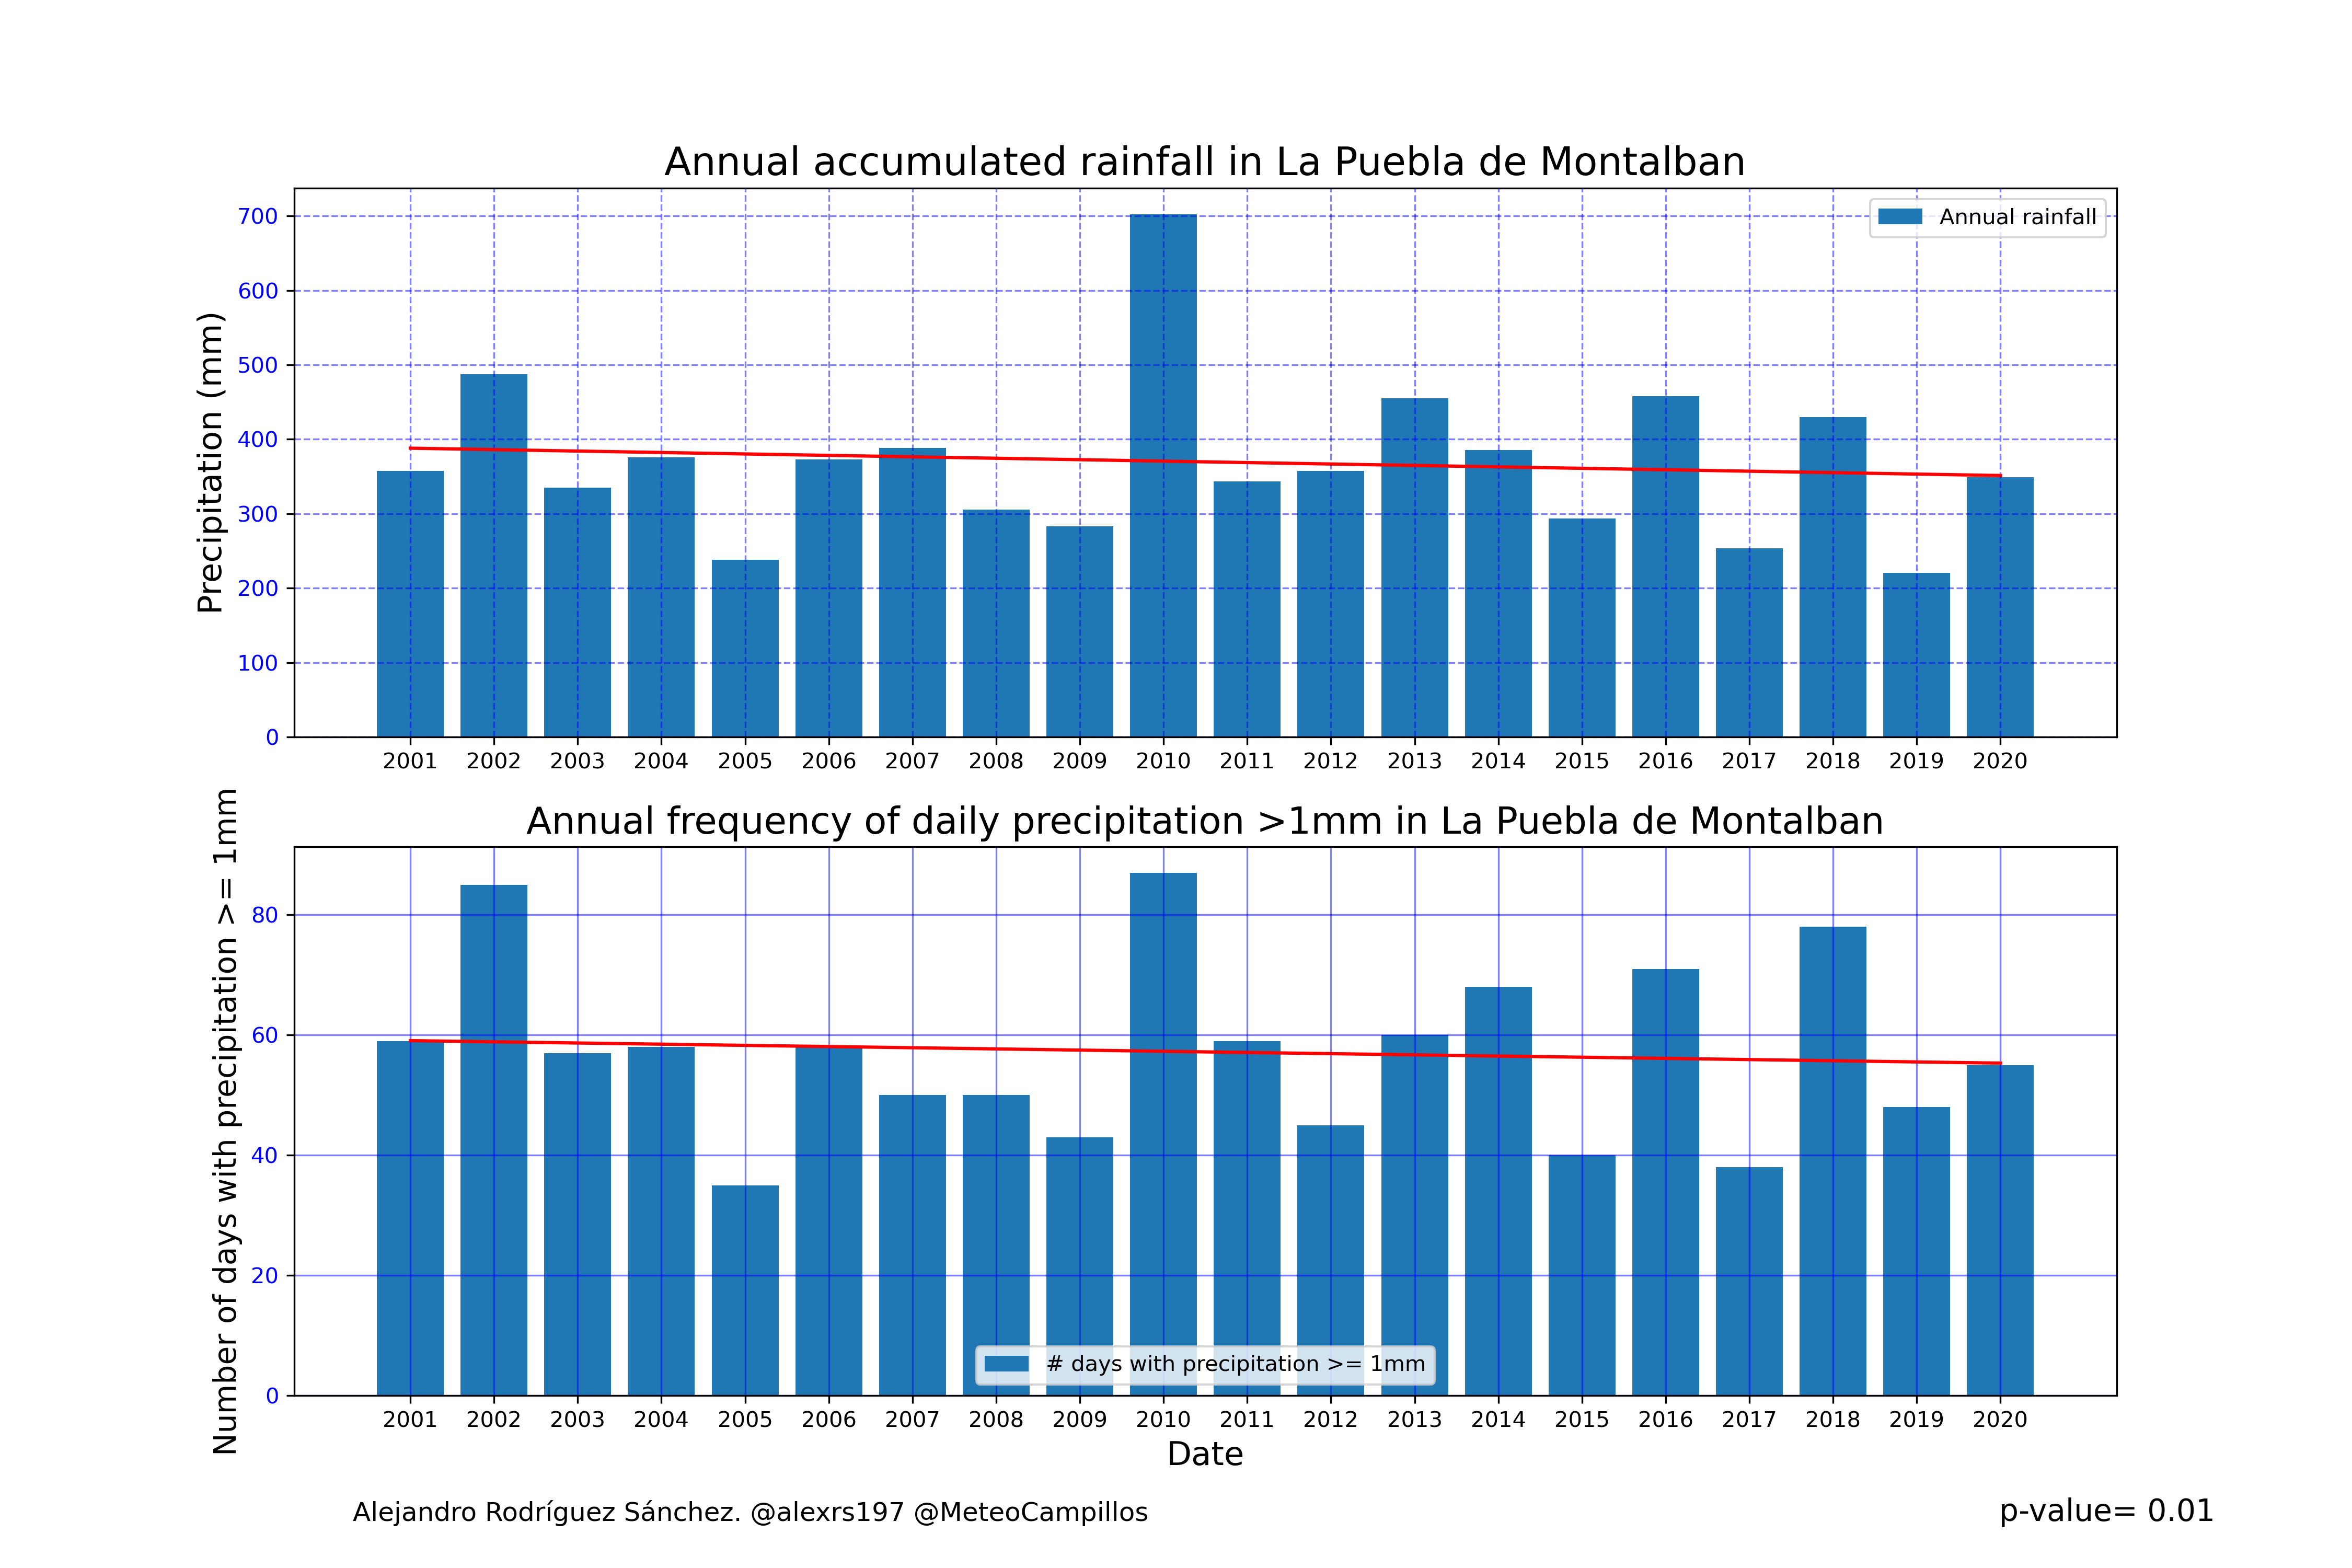 Annual accumulated rainfall in La Puebla de Montalban
Precipitation (mm)
700
600
500
400
300
200
100
0
Annual rainfall
2001 2002 2003 2004 2005 2006 2007 2008 2009 2010 2011 2012 2013 2014 2015 2016 2017 2018 2019 2020
Annual frequency of daily precipitation >1mm in La Puebla de Montalban
Number of days with precipitation >= 1mm
80
60
40
20
0
# days with precipitation >= 1mm
2001 2002 2003 2004 2005 2006 2007 2008 2009 2010 2011 2012 2013 2014 2015 2016 2017 2018 2019 2020
Date
Alejandro Rodríguez Sánchez. @alexrs197 @MeteoCampillos
p-value= 0.01